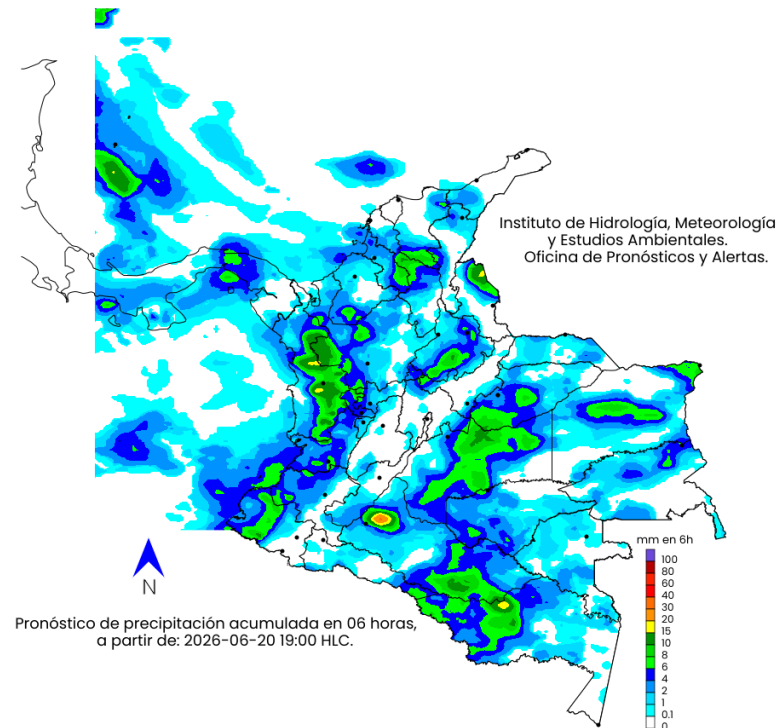 Instituto de Hidrología, Meteorología
y Estudios Ambientales.
Oficina de Pronósticos y Alertas.
mm en 6h
100
80
60
40
30
20
15
10
8
6
4
2
1
0.1
0
N
Pronóstico de precipitación acumulada en 06 horas,
a partir de: 2026-06-20 19:00 HLC.